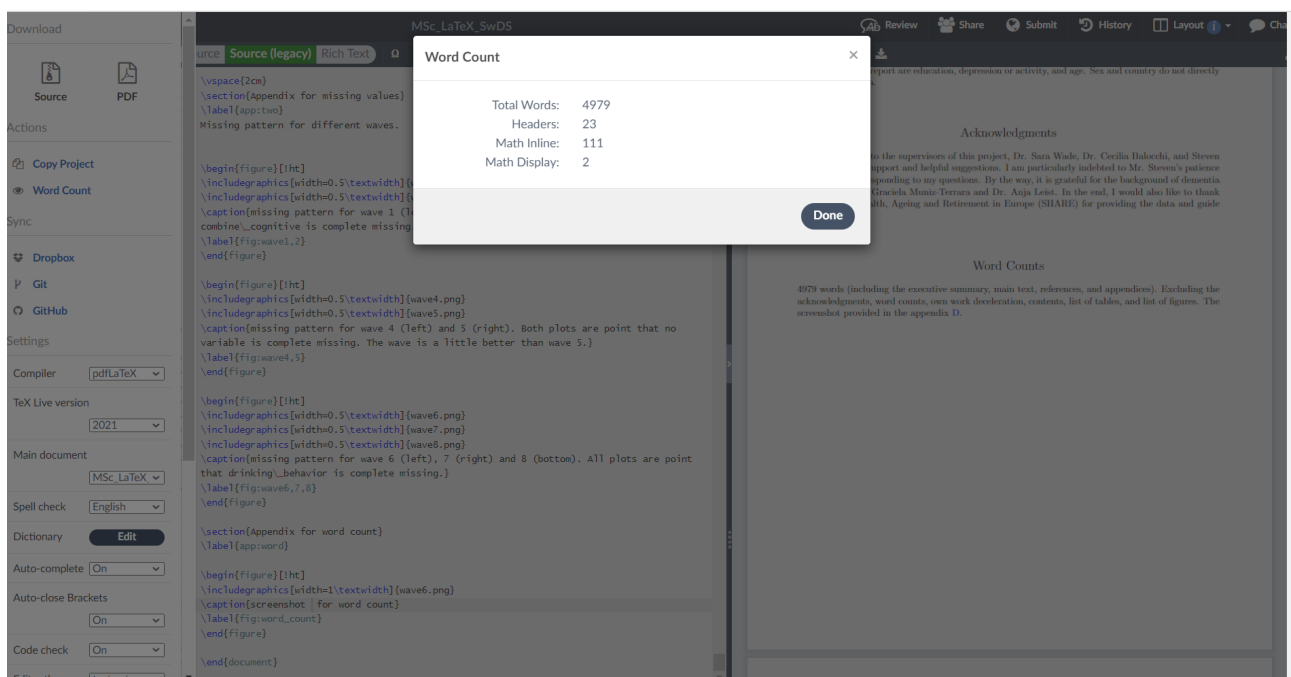 Download
MSc_LaTeX_SwDS
Review
Share
Submit
History
Layout
Cha
urce
Source (legacy)
Rich Text
Ω
Source
PDF
Actions
Copy Project
Word Count
Sync
Dropbox
Git
GitHub
Settings
Compiler
pdfLaTeX
TeX Live version
2021
Main document
MSc_LaTeX
Spell check
English
Dictionary
Edit
Auto-complete
On
Auto-close Brackets
On
Code check
On
\vspace{2cm}
\section{Appendix for missing values}
\label{app:two}
Missing pattern for different waves.
\begin{figure}[!ht]
\includegraphics[width=0.5\textwidth]{
\includegraphics[width=0.5\textwidth]{
\caption{missing pattern for wave 1 (l
combine\_cognitive is complete missing
\label{fig:wave1,2}
\end{figure}
\begin{figure}[!ht]
\includegraphics[width=0.5\textwidth]{wave4.png}
\includegraphics[width=0.5\textwidth]{wave5.png}
\caption{missing pattern for wave 4 (left) and 5 (right). Both plots are point that no
variable is complete missing. The wave is a little better than wave 5.}
\label{fig:wave4,5}
\end{figure}
\begin{figure}[!ht]
\includegraphics[width=0.5\textwidth]{wave6.png}
\includegraphics[width=0.5\textwidth]{wave7.png}
\includegraphics[width=0.5\textwidth]{wave8.png}
\caption{missing pattern for wave 6 (left), 7 (right) and 8 (bottom). All plots are point
that drinking\_behavior is complete missing.}
\label{fig:wave6,7,8}
\end{figure}
\section{Appendix for word count}
\label{app:word}
\begin{figure}[!ht]
\includegraphics[width=1\textwidth]{wave6.png}
\caption{screenshot for word count}
\label{fig:word_count}
\end{figure}
\end{document}
Word Count
×
Total Words: 4979
Headers: 23
Math Inline: 111
Math Display: 2
Done
report are education, depression or activity, and age. Sex and country do not directly
Acknowledgments
to the supervisors of this project, Dr. Sara Wade, Dr. Cecilia Balocchi, and Steven
upport and helpful suggestions. I am particularly indebted to Mr. Steven's patience
sponding to my questions. By the way, it is grateful for the background of dementia
Graciela Muniz-Terrara and Dr. Anja Leist. In the end, I would also like to thank
alth, Ageing and Retirement in Europe (SHARE) for providing the data and guide
Word Counts
4979 words (including the executive summary, main text, references, and appendices). Excluding the
acknowledgments, word counts, own work deceleration, contents, list of tables, and list of figures. The
screenshot provided in the appendix D.